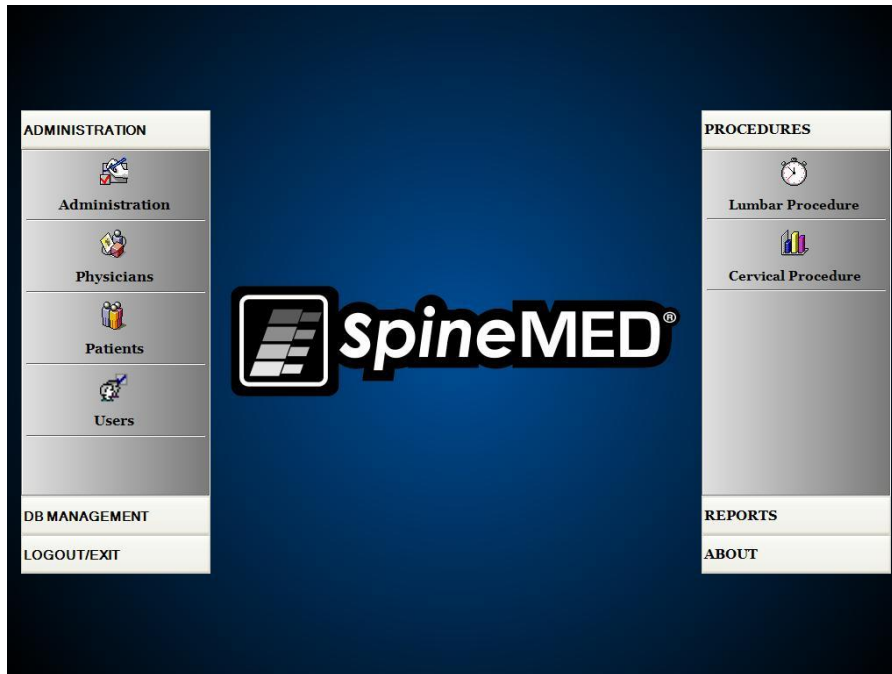 ADMINISTRATION
Administration
Physicians
Patients
Users
DB MANAGEMENT
LOGOUT/EXIT
SpineMED®
PROCEDURES
Lumbar Procedure
Cervical Procedure
REPORTS
ABOUT